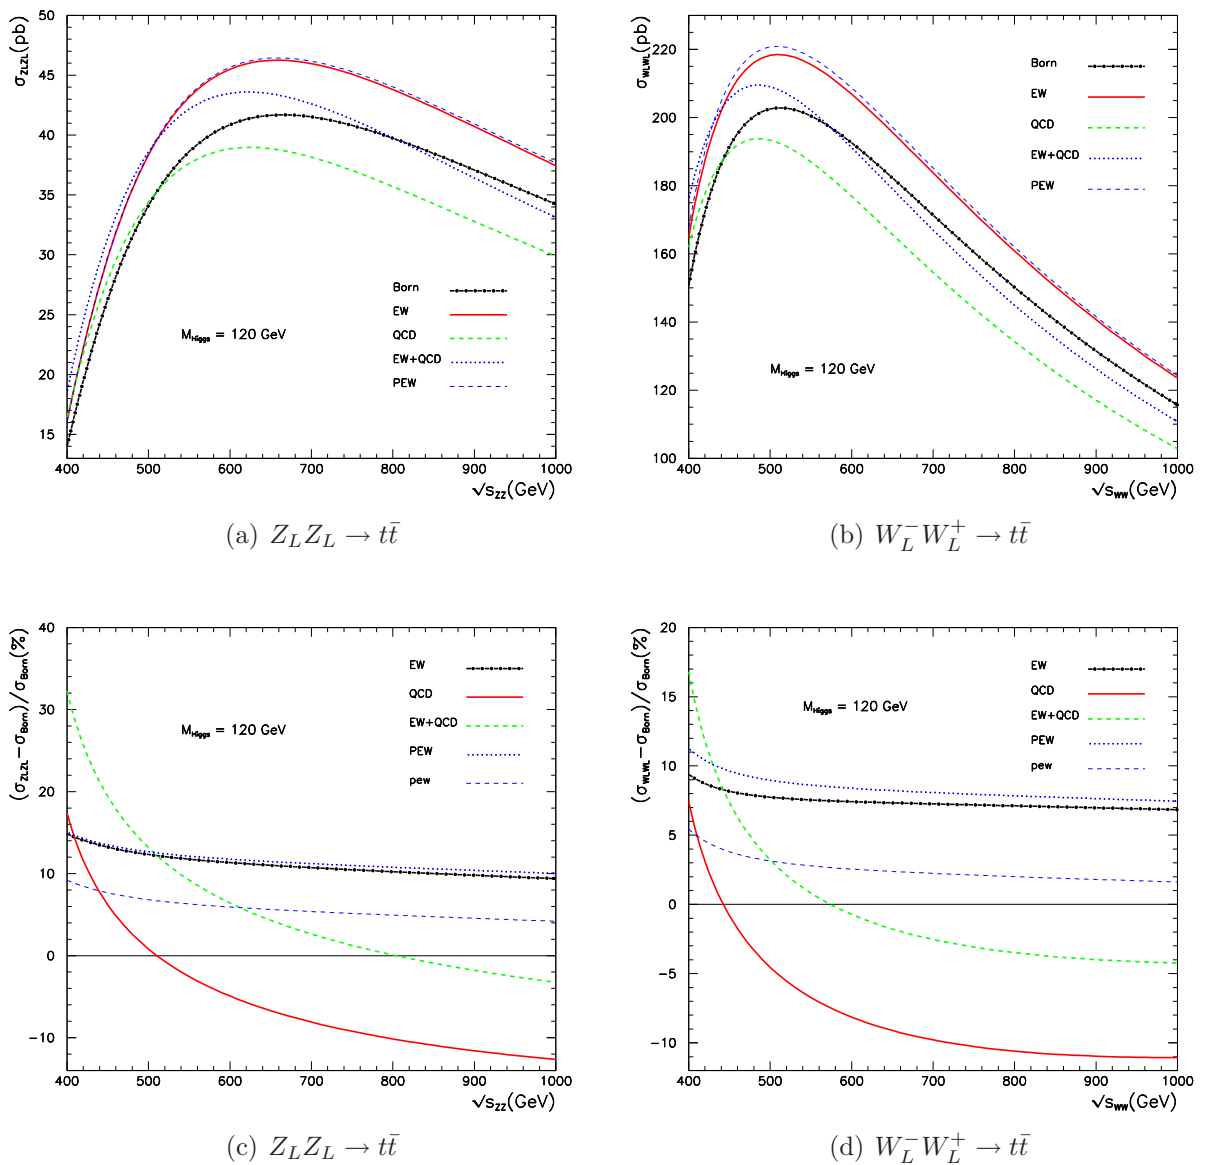 σ_ZLZL(pb)
50
45
40
35
30
25
20
15
Born
EW
QCD
EW+QCD
PEW
M_Higgs = 120 GeV
400 500 600 700 800 900 1000
√s_ZZ(GeV)
(a) Z_L Z_L → t t̄
σ_WLWL(pb)
220
200
180
160
140
120
100
Born
EW
QCD
EW+QCD
PEW
M_Higgs = 120 GeV
400 500 600 700 800 900 1000
√s_WW(GeV)
(b) W_L^- W_L^+ → t t̄
(σ_ZLZL−σ_Born)/σ_Born(%)
40
30
20
10
0
−10
EW
QCD
EW+QCD
PEW
pew
M_Higgs = 120 GeV
400 500 600 700 800 900 1000
√s_ZZ(GeV)
(c) Z_L Z_L → t t̄
(σ_WLWL−σ_Born)/σ_Born(%)
20
15
10
5
0
−5
−10
EW
QCD
EW+QCD
PEW
pew
M_Higgs = 120 GeV
400 500 600 700 800 900 1000
√s_WW(GeV)
(d) W_L^- W_L^+ → t t̄